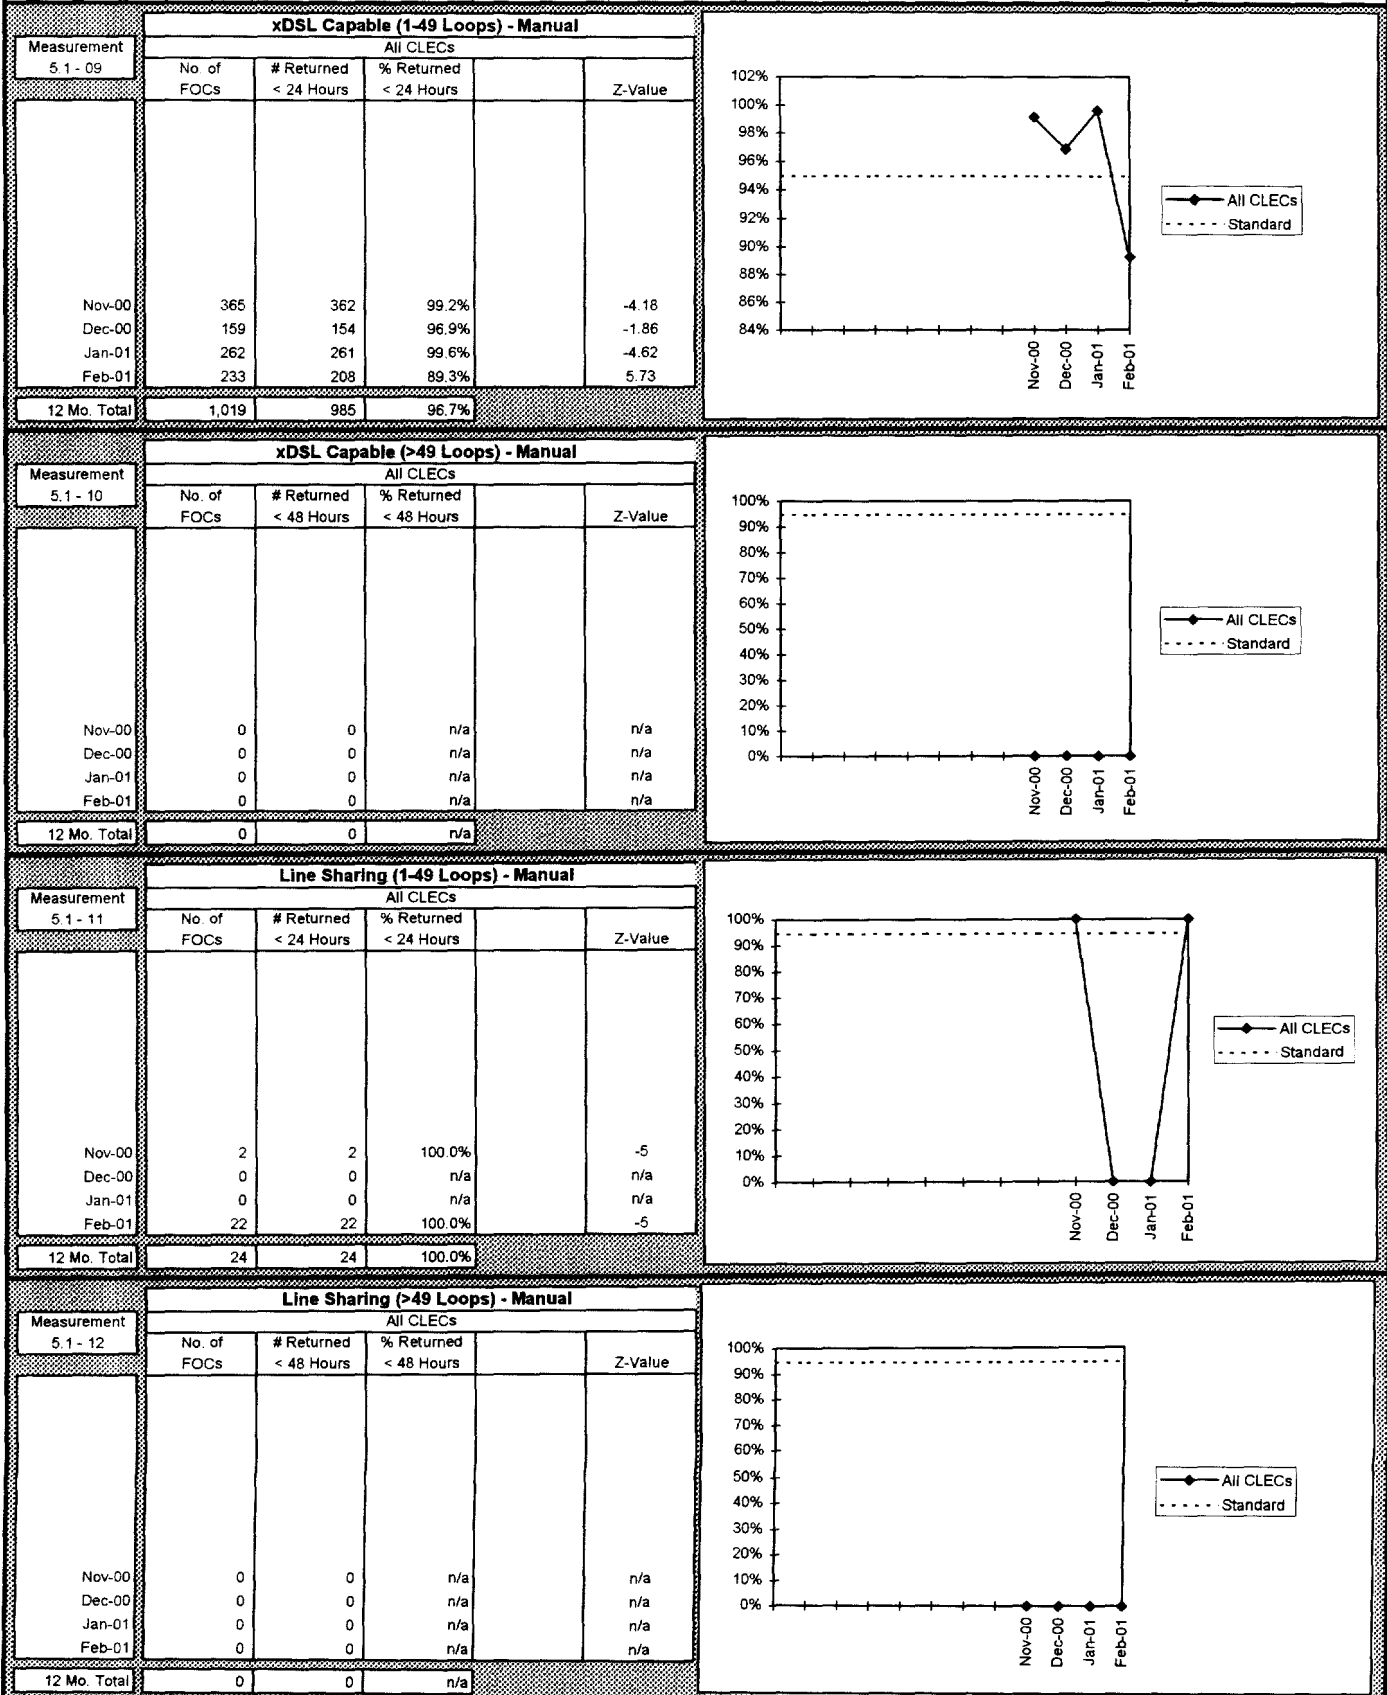 xDSL Capable (1-49 Loops) - Manual
Measurement
5.1 - 09
All CLECs
No. of FOCs # Returned < 24 Hours % Returned < 24 Hours Z-Value
Nov-00 365 362 99.2% -4.18
Dec-00 159 154 96.9% -1.86
Jan-01 262 261 99.6% -4.62
Feb-01 233 208 89.3% 5.73
12 Mo. Total 1,019 985 96.7%
102%
100%
98%
96%
94%
92%
90%
88%
86%
84%
Nov-00
Dec-00
Jan-01
Feb-01
All CLECs
Standard
xDSL Capable (>49 Loops) - Manual
Measurement
5.1 - 10
All CLECs
No. of FOCs # Returned < 48 Hours % Returned < 48 Hours Z-Value
Nov-00 0 0 n/a n/a
Dec-00 0 0 n/a n/a
Jan-01 0 0 n/a n/a
Feb-01 0 0 n/a n/a
12 Mo. Total 0 0 n/a
100%
90%
80%
70%
60%
50%
40%
30%
20%
10%
0%
Nov-00
Dec-00
Jan-01
Feb-01
All CLECs
Standard
Line Sharing (1-49 Loops) - Manual
Measurement
5.1 - 11
All CLECs
No. of FOCs # Returned < 24 Hours % Returned < 24 Hours Z-Value
Nov-00 2 2 100.0% -5
Dec-00 0 0 n/a n/a
Jan-01 0 0 n/a n/a
Feb-01 22 22 100.0% -5
12 Mo. Total 24 24 100.0%
100%
90%
80%
70%
60%
50%
40%
30%
20%
10%
0%
Nov-00
Dec-00
Jan-01
Feb-01
All CLECs
Standard
Line Sharing (>49 Loops) - Manual
Measurement
5.1 - 12
All CLECs
No. of FOCs # Returned < 48 Hours % Returned < 48 Hours Z-Value
Nov-00 0 0 n/a n/a
Dec-00 0 0 n/a n/a
Jan-01 0 0 n/a n/a
Feb-01 0 0 n/a n/a
12 Mo. Total 0 0 n/a
100%
90%
80%
70%
60%
50%
40%
30%
20%
10%
0%
Nov-00
Dec-00
Jan-01
Feb-01
All CLECs
Standard